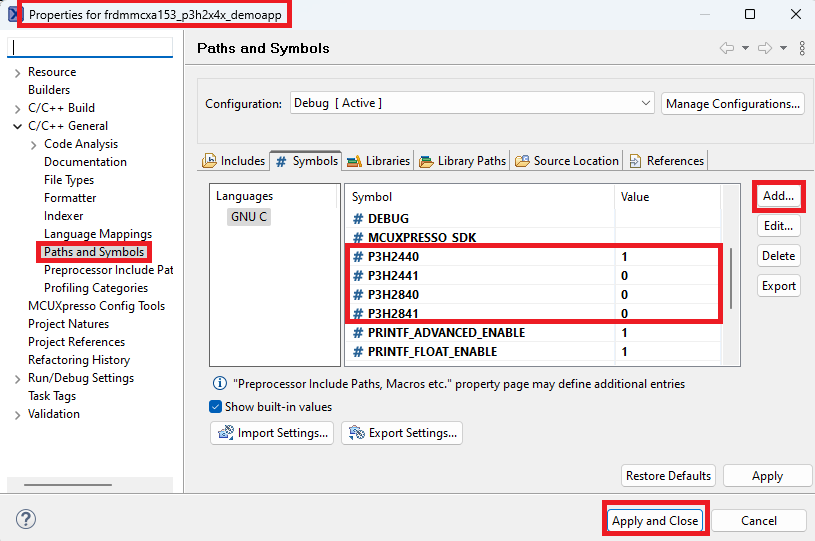 Properties for frdmmcxa153_p3h2x4x_demoapp
Resource
Builders
C/C++ Build
C/C++ General
Code Analysis
Documentation
File Types
Formatter
Indexer
Language Mappings
Paths and Symbols
Preprocessor Include Pat
Profiling Categories
MCUXpresso Config Tools
Project Natures
Project References
Refactoring History
Run/Debug Settings
Task Tags
Validation
Paths and Symbols
Configuration: Debug [ Active ] Manage Configurations...
Includes # Symbols Libraries Library Paths Source Location References
Languages
GNU C
Symbol Value
# DEBUG
# MCUXPRESSO_SDK
# P3H2440 1
# P3H2441 0
# P3H2840 0
# P3H2841 0
# PRINTF_ADVANCED_ENABLE 1
# PRINTF_FLOAT_ENABLE 1
Add...
Edit...
Delete
Export
"Preprocessor Include Paths, Macros etc." property page may define additional entries
Show built-in values
Import Settings... Export Settings...
Restore Defaults Apply
? Apply and Close Cancel